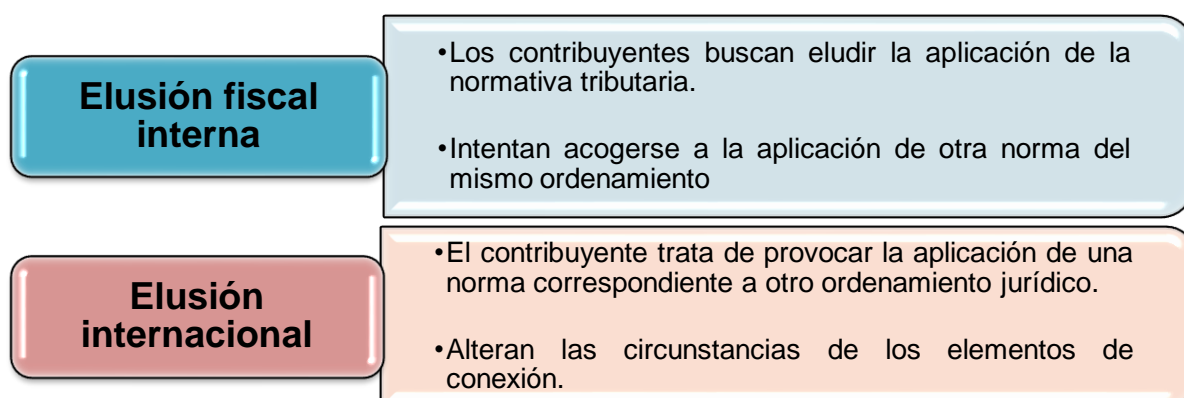 Elusión fiscal
interna
•Los contribuyentes buscan eludir la aplicación de la
normativa tributaria.
•Intentan acogerse a la aplicación de otra norma del
mismo ordenamiento
Elusión
internacional
•El contribuyente trata de provocar la aplicación de una
norma correspondiente a otro ordenamiento jurídico.
•Alteran las circunstancias de los elementos de
conexión.